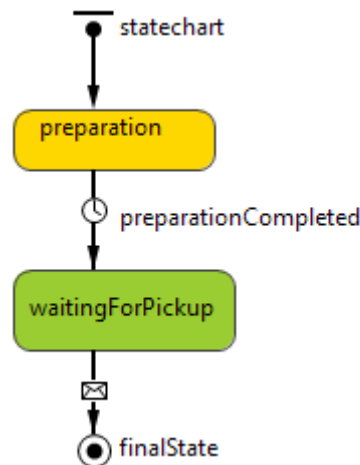 statechart
preparation
preparationCompleted
waitingForPickup
finalState